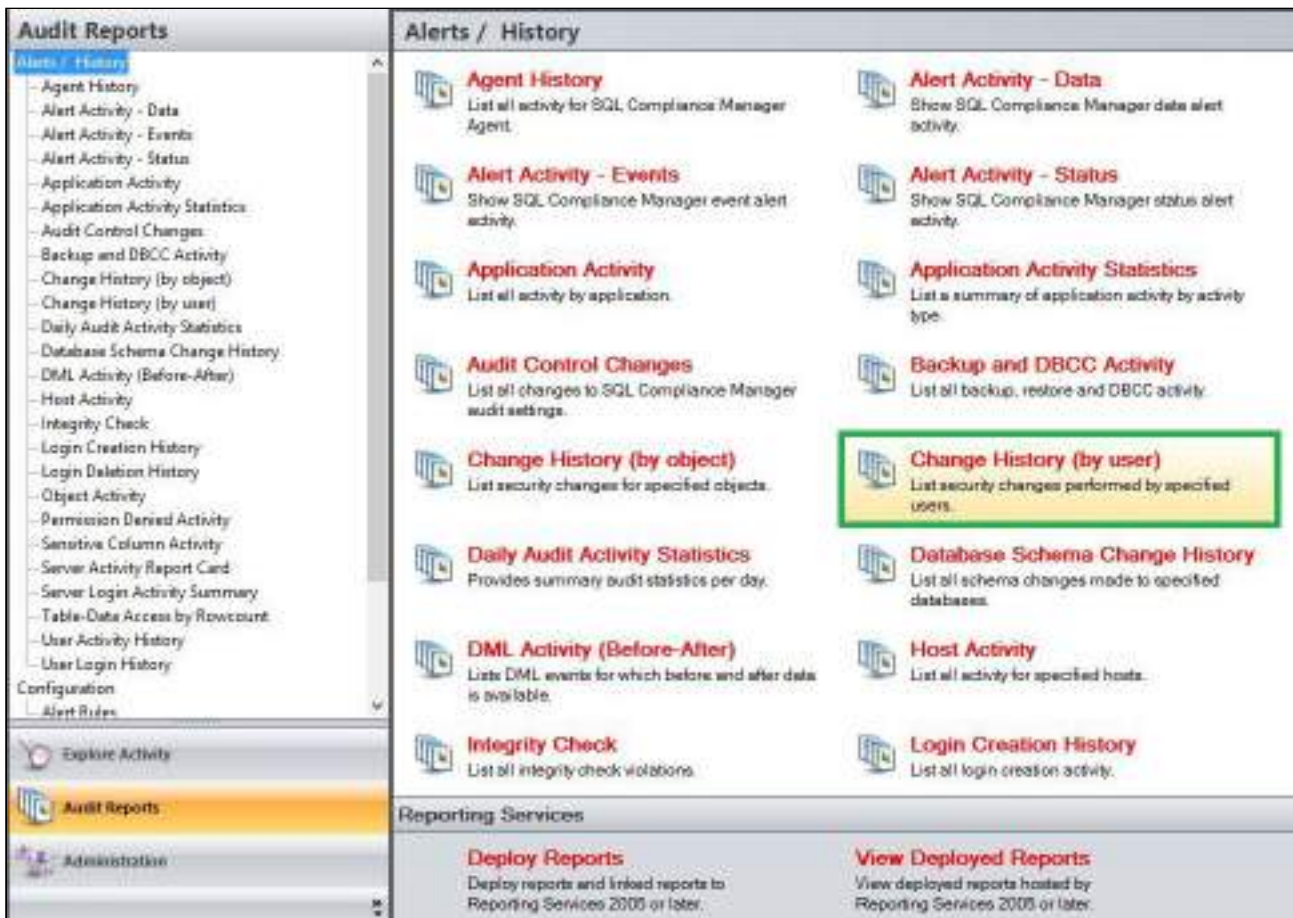 Audit Reports
Alerts / History
Agent History
Alert Activity - Data
Alert Activity - Events
Alert Activity - Status
Application Activity
Application Activity Statistics
Audit Control Changes
Backup and DBCC Activity
Change History (by object)
Change History (by user)
Daily Audit Activity Statistics
Database Schema Change History
DML Activity (Before-After)
Host Activity
Integrity Check
Login Creation History
Login Deletion History
Object Activity
Permission Denied Activity
Sensitive Column Activity
Server Activity Report Card
Server Login Activity Summary
Table-Data Access by Rowcount
User Activity History
User Login History
Configuration
Alert Rules
Explore Activity
Audit Reports
Administration
Alerts / History
Agent History
List all activity for SQL Compliance Manager
Agent.
Alert Activity - Data
Show SQL Compliance Manager data alert
activity.
Alert Activity - Events
Show SQL Compliance Manager event alert
activity.
Alert Activity - Status
Show SQL Compliance Manager status alert
activity.
Application Activity
List all activity by application.
Application Activity Statistics
List a summary of application activity by activity
type.
Audit Control Changes
List all changes to SQL Compliance Manager
audit settings.
Backup and DBCC Activity
List all backup, restore and DBCC activity.
Change History (by object)
List security changes for specified objects.
Change History (by user)
List security changes performed by specified
users.
Daily Audit Activity Statistics
Provides summary audit statistics per day.
Database Schema Change History
List all schema changes made to specified
databases.
DML Activity (Before-After)
Lists DML events for which before and after data
is available.
Host Activity
List all activity for specified hosts.
Integrity Check
List all integrity check violations.
Login Creation History
List all login creation activity.
Reporting Services
Deploy Reports
Deploy reports and linked reports to
Reporting Services 2005 or later.
View Deployed Reports
View deployed reports hosted by
Reporting Services 2005 or later.